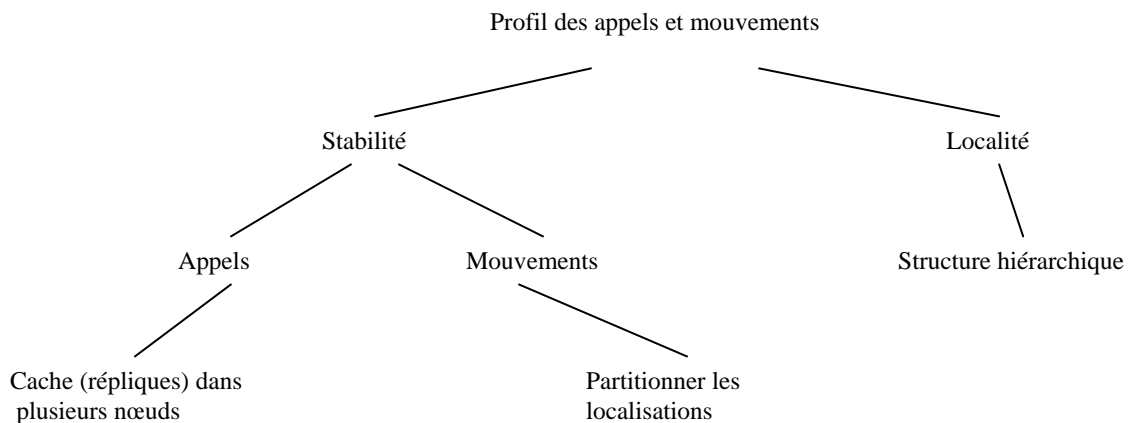 Profil des appels et mouvements
Stabilité
Localité
Appels
Mouvements
Structure hiérarchique
Cache (répliques) dans
plusieurs nœuds
Partitionner les
localisations